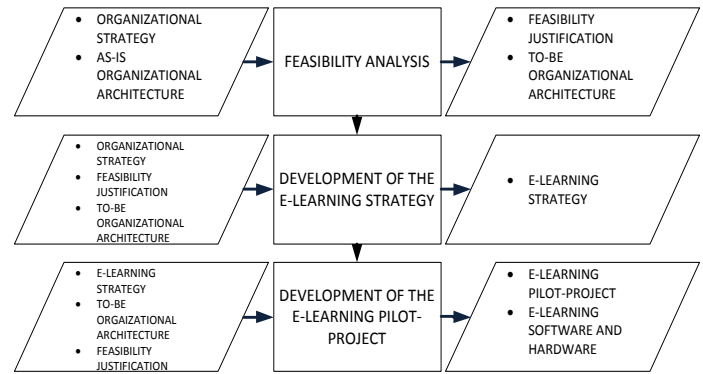 • ORGANIZATIONAL
STRATEGY
• AS-IS
ORGANIZATIONAL
ARCHITECTURE
FEASIBILITY ANALYSIS
• FEASIBILITY
JUSTIFICATION
• TO-BE
ORGANIZATIONAL
ARCHITECTURE
• ORGANIZATIONAL
STRATEGY
• FEASIBILITY
JUSTIFICATION
• TO-BE
ORGANIZATIONAL
ARCHITECTURE
DEVELOPMENT OF THE
E-LEARNING STRATEGY
• E-LEARNING
STRATEGY
• E-LEARNING
STRATEGY
• TO-BE
ORGAIZATIONAL
ARCHITECTURE
• FEASIBILITY
JUSTIFICATION
DEVELOPMENT OF THE
E-LEARNING PILOT-
PROJECT
• E-LEARNING
PILOT-PROJECT
• E-LEARNING
SOFTWARE AND
HARDWARE